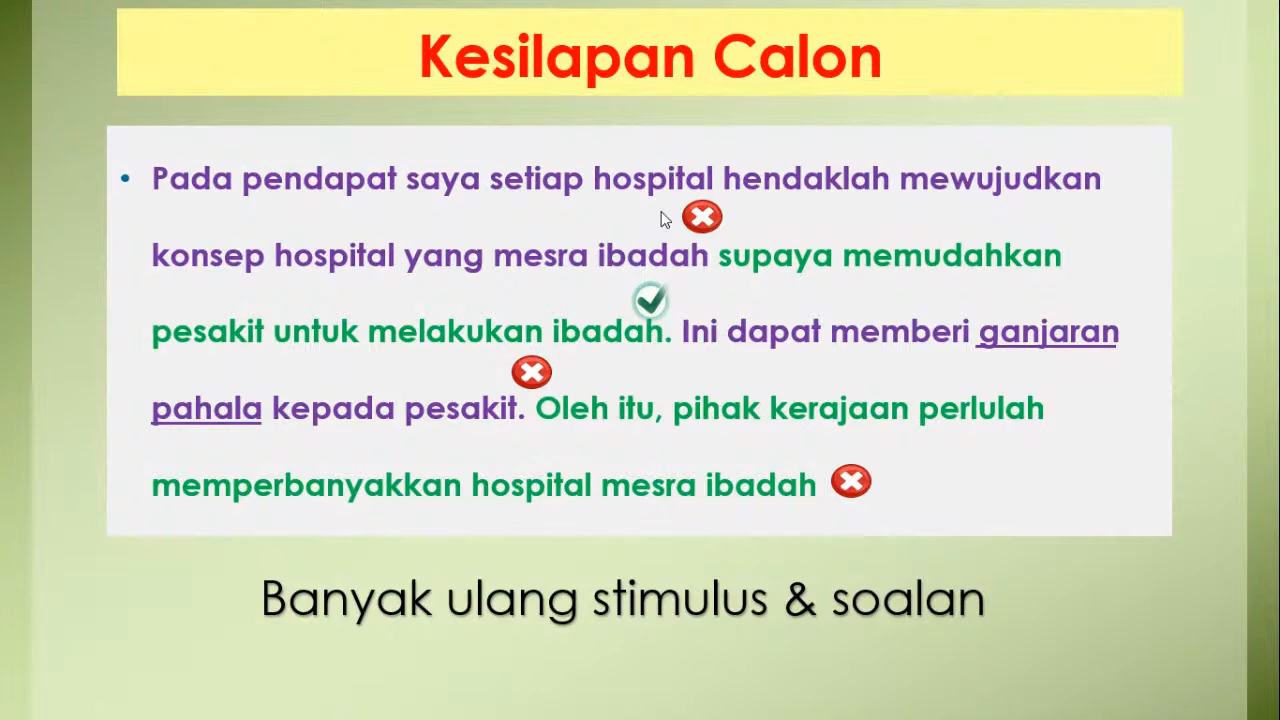 Kesilapan Calon
• Pada pendapat saya setiap hospital hendaklah mewujudkan
konsep hospital yang mesra ibadah supaya memudahkan
pesakit untuk melakukan ibadah. Ini dapat memberi ganjaran
pahala kepada pesakit. Oleh itu, pihak kerajaan perlulah
memperbanyakkan hospital mesra ibadah
Banyak ulang stimulus & soalan